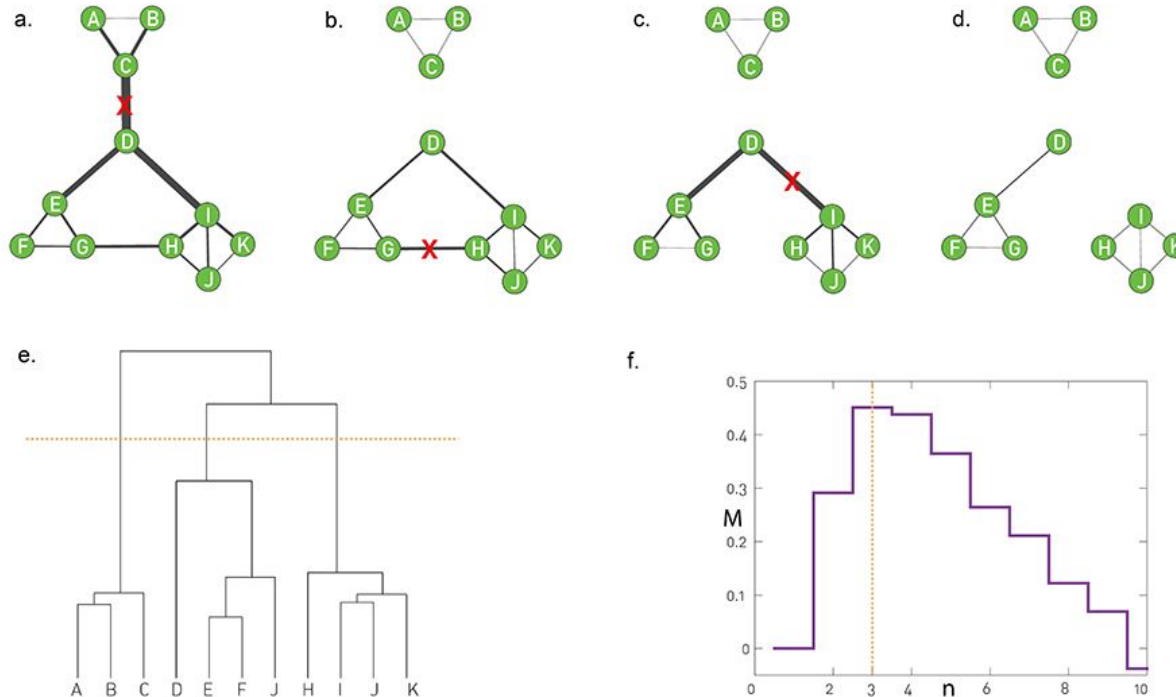 a.
A B
C
X
D
E
I
F G H K
J
b.
A B
C
D
E
I
F G X H K
J
c.
A B
C
D
X
E
I
F G H K
J
d.
A B
C
D
E
I
F G H
J
e.
A B C D E F J H I J K
f.
0.5
0.4
0.3
M
0.2
0.1
0
0 2 3 4 6 8 10
n